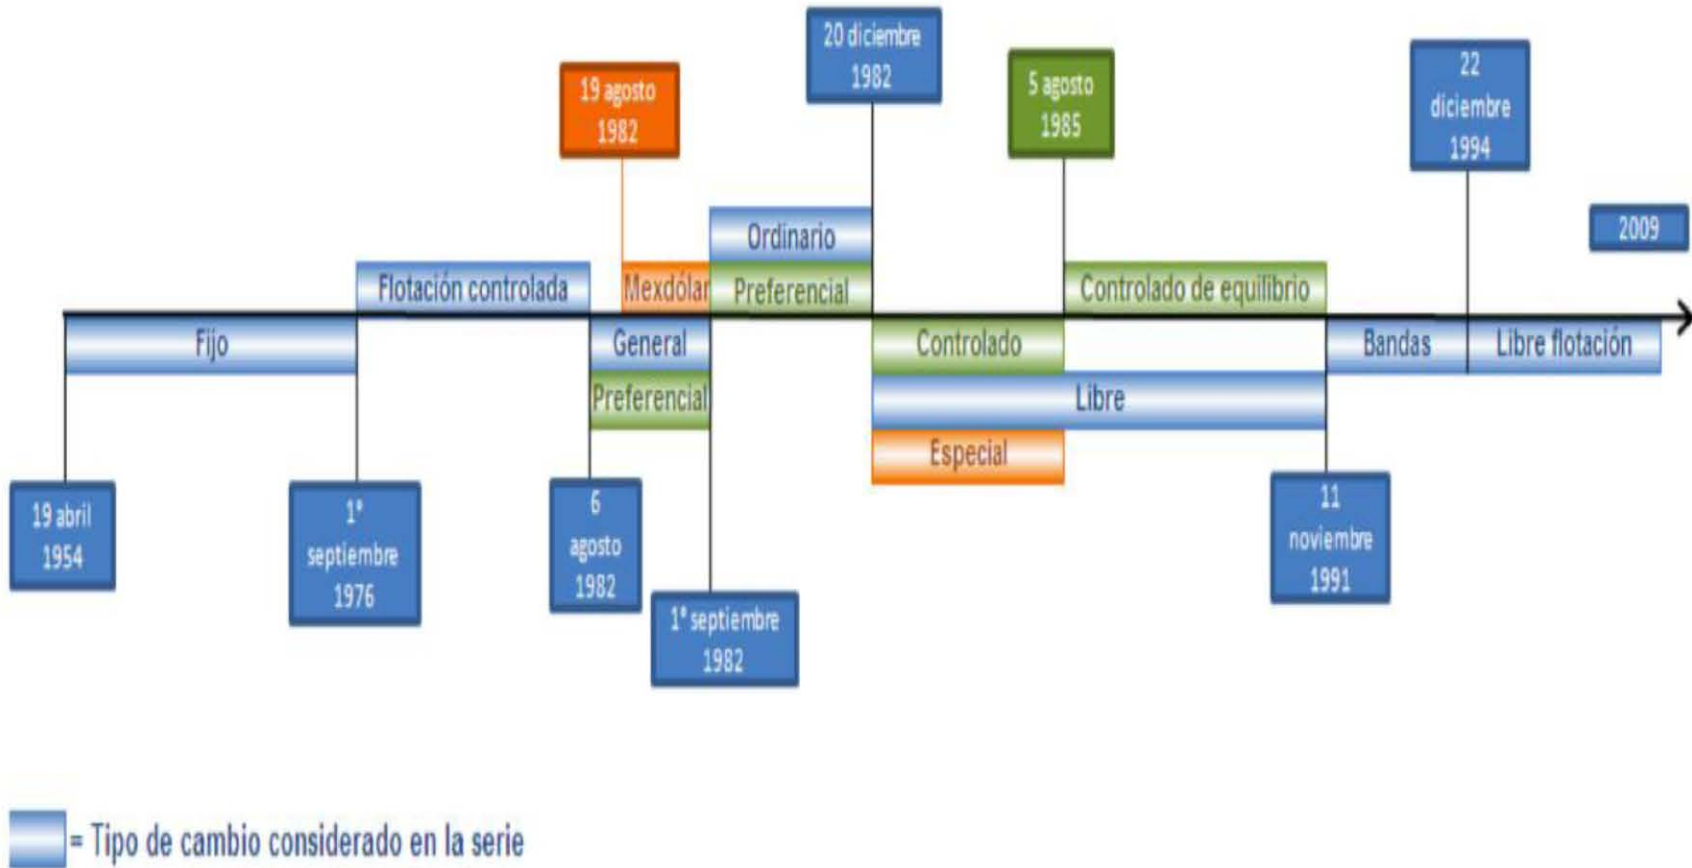 20 diciembre
1982
19 agosto
1982
5 agosto
1985
22
diciembre
1994
2009
Ordinario
Flotación controlada
Mexdólar
Preferencial
Controlado de equilibrio
Fijo
General
Controlado
Bandas
Libre flotación
Preferencial
Libre
Especial
19 abril
1954
1°
septiembre
1976
6
agosto
1982
1° septiembre
1982
11
noviembre
1991
= Tipo de cambio considerado en la serie